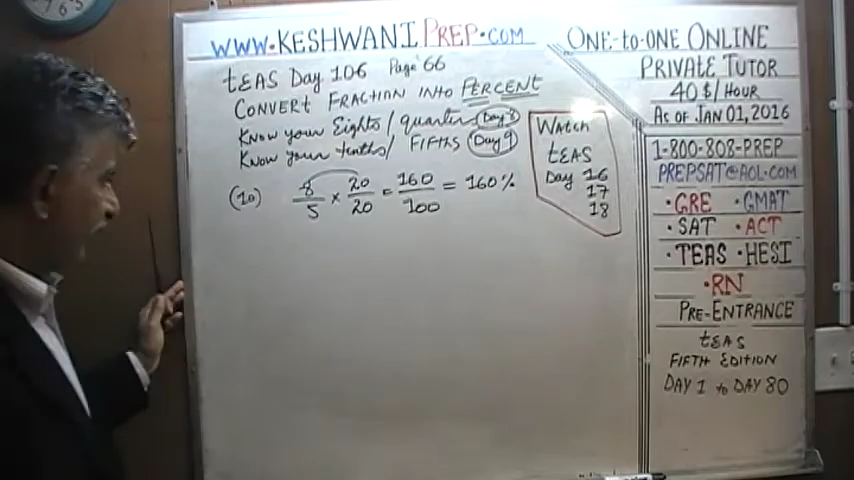 WWW.KESHWANIPREP.COM
tEAS Day 106 Page 66
CONVERT FRACTION INTO PERCENT
KNOW YOUR EIGHTS / quarters Day 8
KNOW YOUR tENTHS / FIFTHS Day 9
WATCH
tEAS
Day 16
17
18
(10) 8/5 × 20/20 = 160/100 = 160%
ONE-to-ONE ONLINE
PRIVATE TUTOR
40 $/HOUR
AS OF JAN 01, 2016
1-800-808-PREP
PREPSAT@AOL.COM
• GRE • GMAT
• SAT • ACT
• TEAS • HESI
• RN
PRE-ENTRANCE
tEAS
FIFTH EDITION
DAY 1 to DAY 80